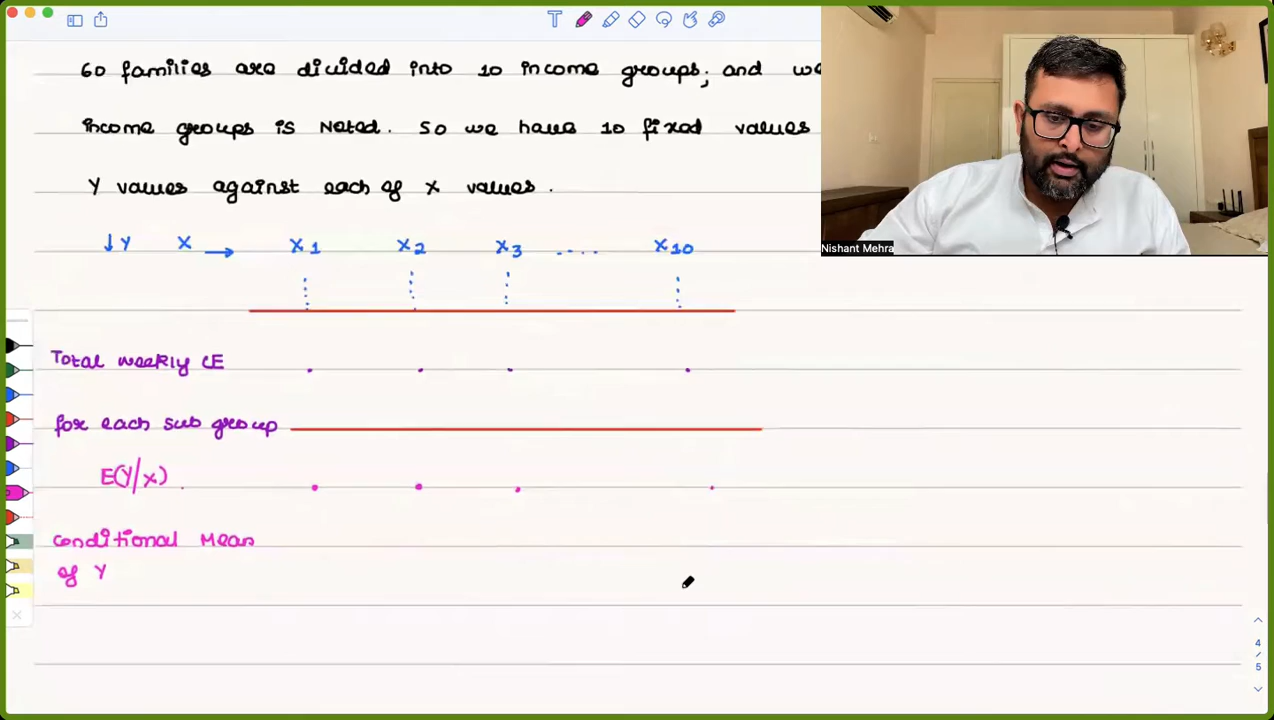 60 families are divided into 10 income groups; and we
income groups is Noted. So we have 10 fixed values
Y values against each of X values.
↓ Y X → X1 X2 X3 .... X10
Total weekly CE
for each sub group
E(Y/X)
Conditional Mean
of Y
Nishant Mehra
T
4
/
5